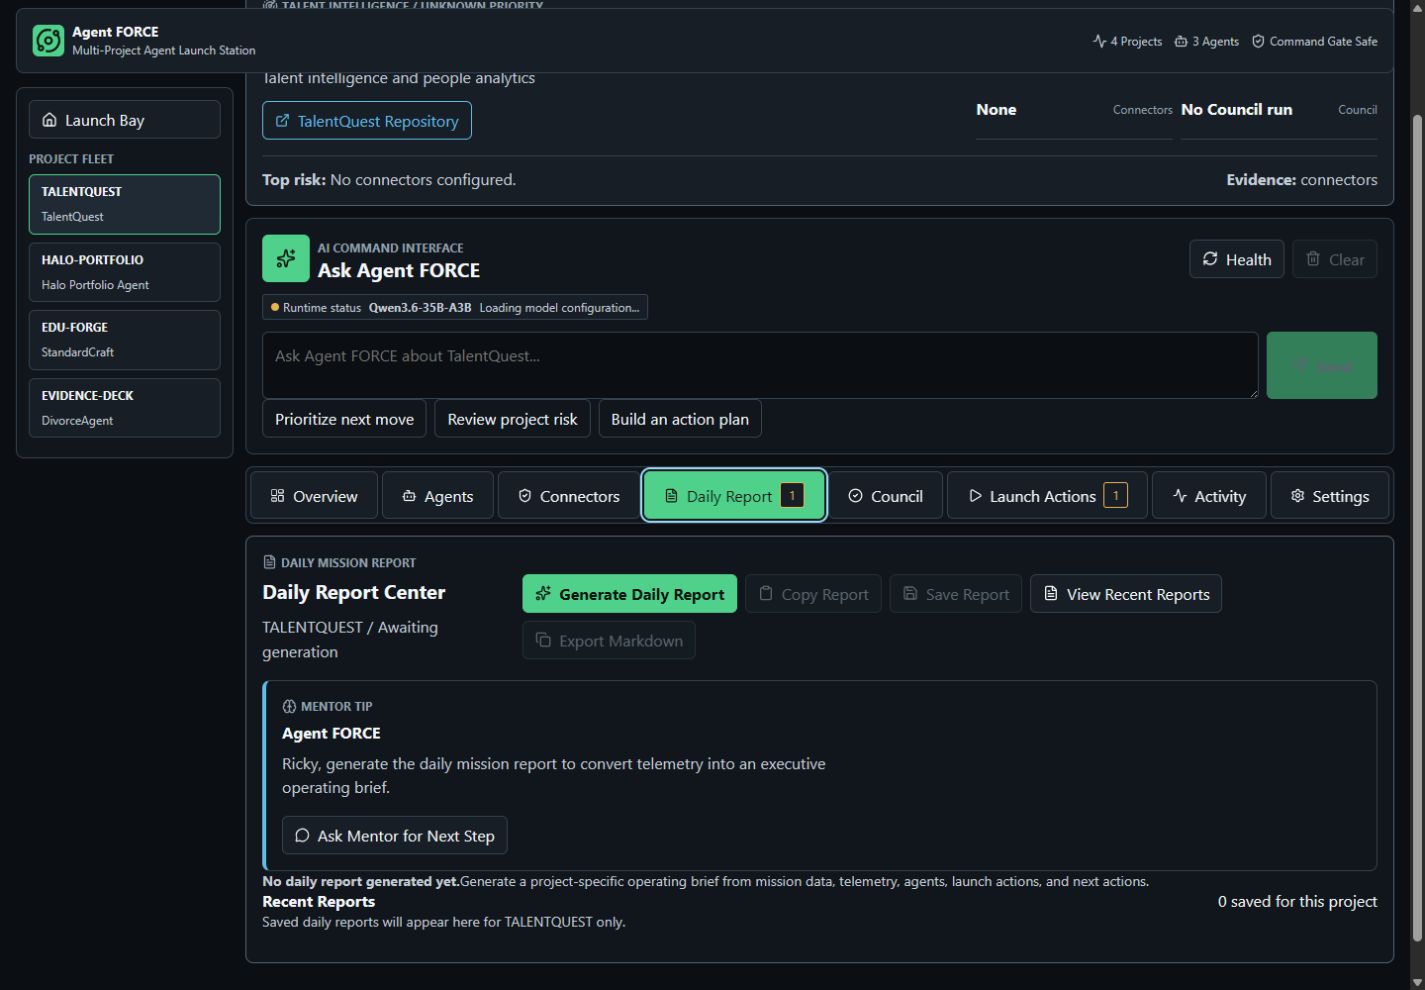 TALENT INTELLIGENCE / UNKNOWN PRIORITY
Agent FORCE
Multi-Project Agent Launch Station
4 Projects
3 Agents
Command Gate Safe
Launch Bay
PROJECT FLEET
TALENTQUEST
TalentQuest
HALO-PORTFOLIO
Halo Portfolio Agent
EDU-FORGE
StandardCraft
EVIDENCE-DECK
DivorceAgent
Talent intelligence and people analytics
TalentQuest Repository
None Connectors
No Council run Council
Top risk: No connectors configured.
Evidence: connectors
AI COMMAND INTERFACE
Ask Agent FORCE
Health
Clear
Runtime status Qwen3.6-35B-A3B Loading model configuration...
Ask Agent FORCE about TalentQuest...
Prioritize next move
Review project risk
Build an action plan
Overview
Agents
Connectors
Daily Report 1
Council
Launch Actions 1
Activity
Settings
DAILY MISSION REPORT
Daily Report Center
TALENTQUEST / Awaiting
generation
Generate Daily Report
Copy Report
Save Report
View Recent Reports
Export Markdown
MENTOR TIP
Agent FORCE
Ricky, generate the daily mission report to convert telemetry into an executive
operating brief.
Ask Mentor for Next Step
No daily report generated yet.Generate a project-specific operating brief from mission data, telemetry, agents, launch actions, and next actions.
Recent Reports
0 saved for this project
Saved daily reports will appear here for TALENTQUEST only.